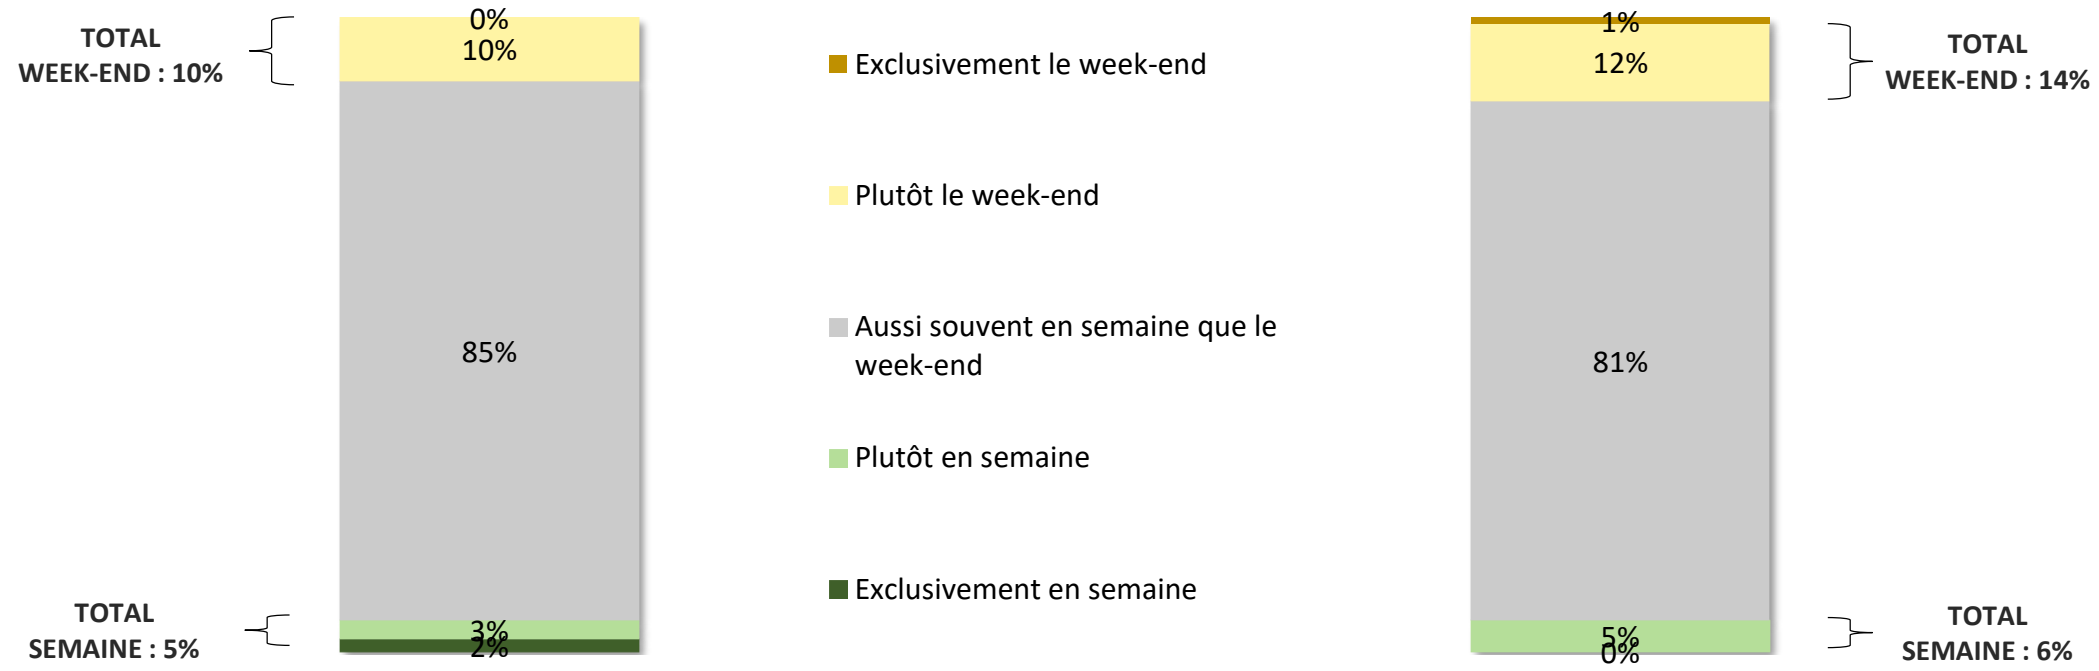 TOTAL
WEEK-END : 10%
0%
10%
85%
3%
2%
TOTAL
SEMAINE : 5%
Exclusivement le week-end
Plutôt le week-end
Aussi souvent en semaine que le
week-end
Plutôt en semaine
Exclusivement en semaine
1%
12%
81%
5%
0%
TOTAL
WEEK-END : 14%
TOTAL
SEMAINE : 6%